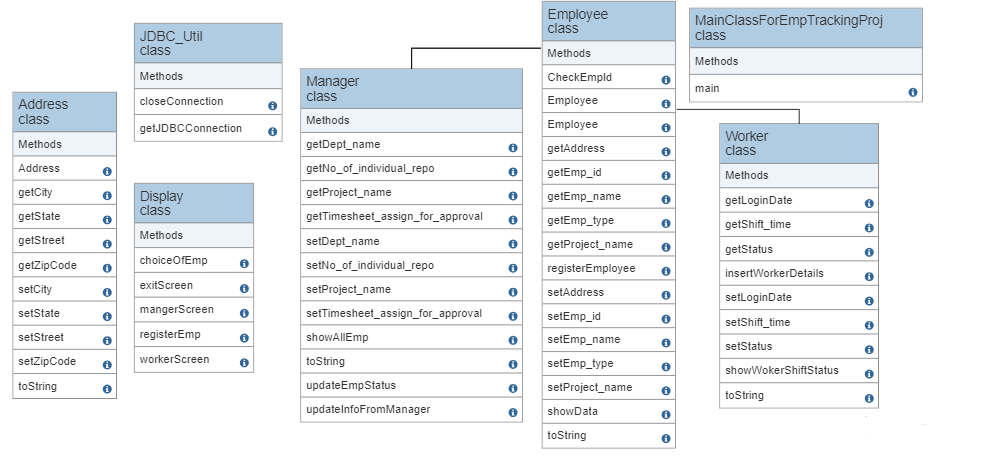 Address
class
Methods
Address
getCity
getState
getStreet
getZipCode
setCity
setState
setStreet
setZipCode
toString
JDBC_Util
class
Methods
closeConnection
getJDBCConnection
Display
class
Methods
choiceOfEmp
exitScreen
mangerScreen
registerEmp
workerScreen
Manager
class
Methods
getDept_name
getNo_of_individual_repo
getProject_name
getTimesheet_assign_for_approval
setDept_name
setNo_of_individual_repo
setProject_name
setTimesheet_assign_for_approval
showAllEmp
toString
updateEmpStatus
updateInfoFromManager
Employee
class
Methods
CheckEmpId
Employee
Employee
getAddress
getEmp_id
getEmp_name
getEmp_type
getProject_name
registerEmployee
setAddress
setEmp_id
setEmp_name
setEmp_type
setProject_name
showData
toString
MainClassForEmpTrackingProj
class
Methods
main
Worker
class
Methods
getLoginDate
getShift_time
getStatus
insertWorkerDetails
setLoginDate
setShift_time
setStatus
showWokerShiftStatus
toString